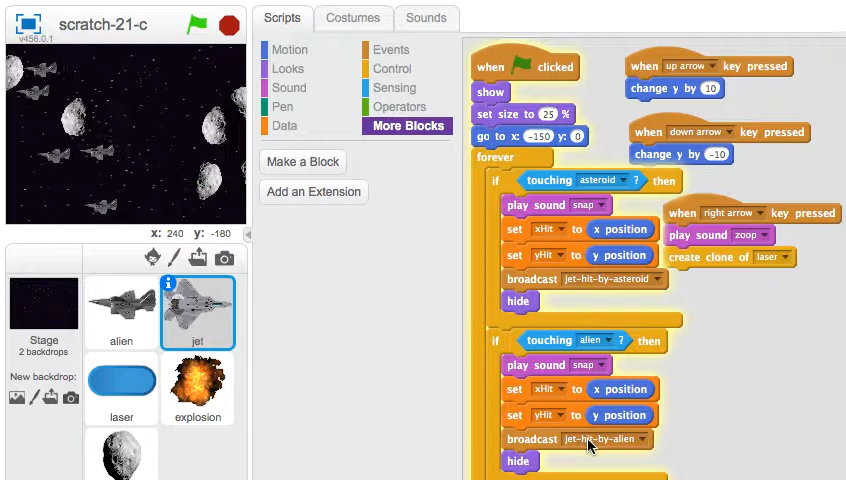 scratch-21-c
v456.0.1
x: 240 y: -180
Stage
2 backdrops
New backdrop:
alien
jet
laser
explosion
Scripts
Costumes
Sounds
Motion
Looks
Sound
Pen
Data
Events
Control
Sensing
Operators
More Blocks
Make a Block
Add an Extension
when clicked
show
set size to 25 %
go to x: -150 y: 0
forever
if touching asteroid ? then
play sound snap
set xHit to x position
set yHit to y position
broadcast jet-hit-by-asteroid
hide
if touching alien ? then
play sound snap
set xHit to x position
set yHit to y position
broadcast jet-hit-by-alien
hide
when up arrow key pressed
change y by 10
when down arrow key pressed
change y by -10
when right arrow key pressed
play sound zoop
create clone of laser